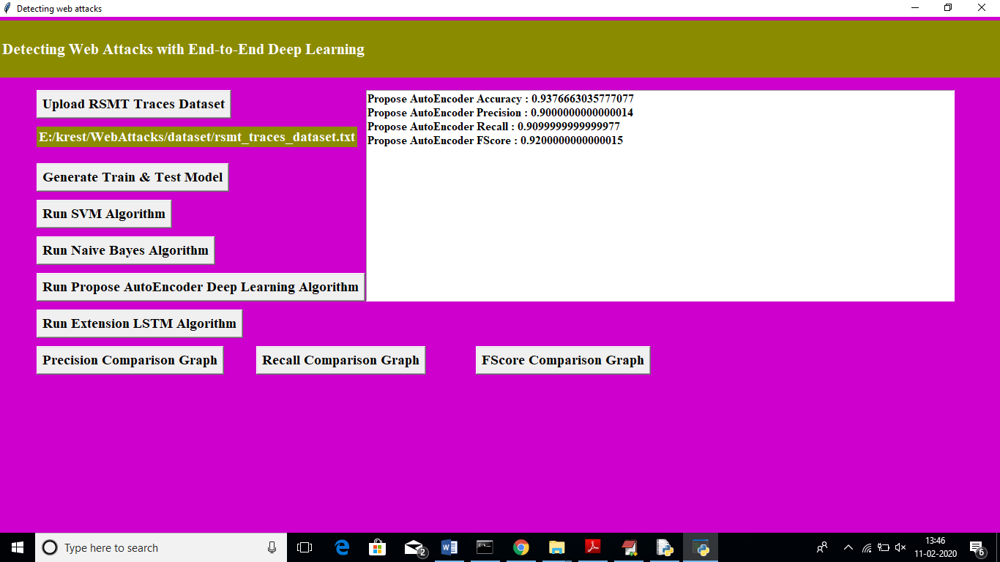 Detecting web attacks
Detecting Web Attacks with End-to-End Deep Learning
Upload RSMT Traces Dataset
E:/krest/WebAttacks/dataset/rsmt_traces_dataset.txt
Generate Train & Test Model
Run SVM Algorithm
Run Naive Bayes Algorithm
Run Propose AutoEncoder Deep Learning Algorithm
Run Extension LSTM Algorithm
Precision Comparison Graph
Recall Comparison Graph
FScore Comparison Graph
Propose AutoEncoder Accuracy : 0.9376663035777077
Propose AutoEncoder Precision : 0.9000000000000014
Propose AutoEncoder Recall : 0.9099999999999977
Propose AutoEncoder FScore : 0.9200000000000015
Type here to search
2
13:46
11-02-2020
6